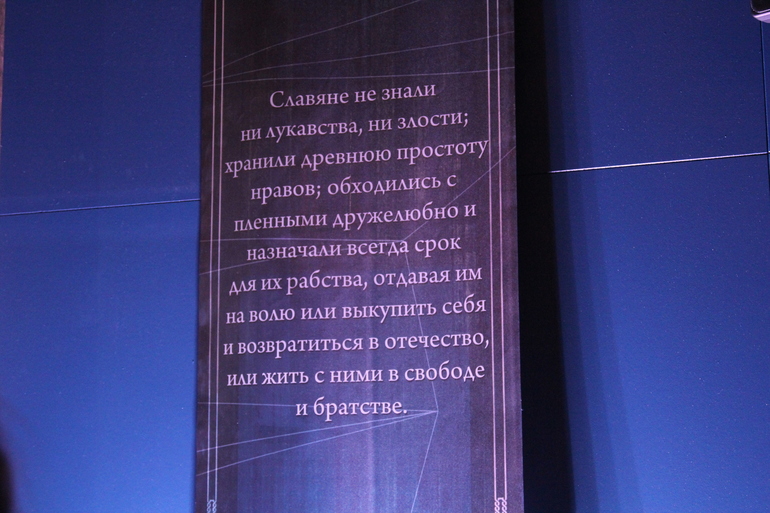 Славяне не знали
ни лукавства, ни злости;
хранили древнюю простоту
нравов; обходились с
пленными дружелюбно и
назначали всегда срок
для их рабства, отдавая им
на волю или выкупить себя
и возвратиться в отечество,
или жить с ними в свободе
и братстве.